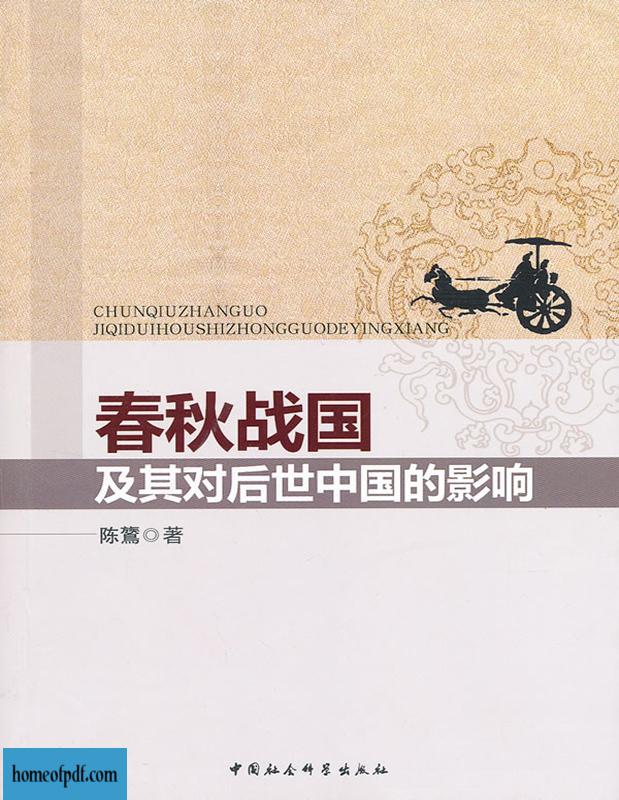 CHUNQIUZHANGUO
JIQIDUIHOUSHIZHONGGUODEYINGXIANG
春秋战国
及其对后世中国的影响
陈鷟◎著
中国社会科学出版社
homeofpdf.com